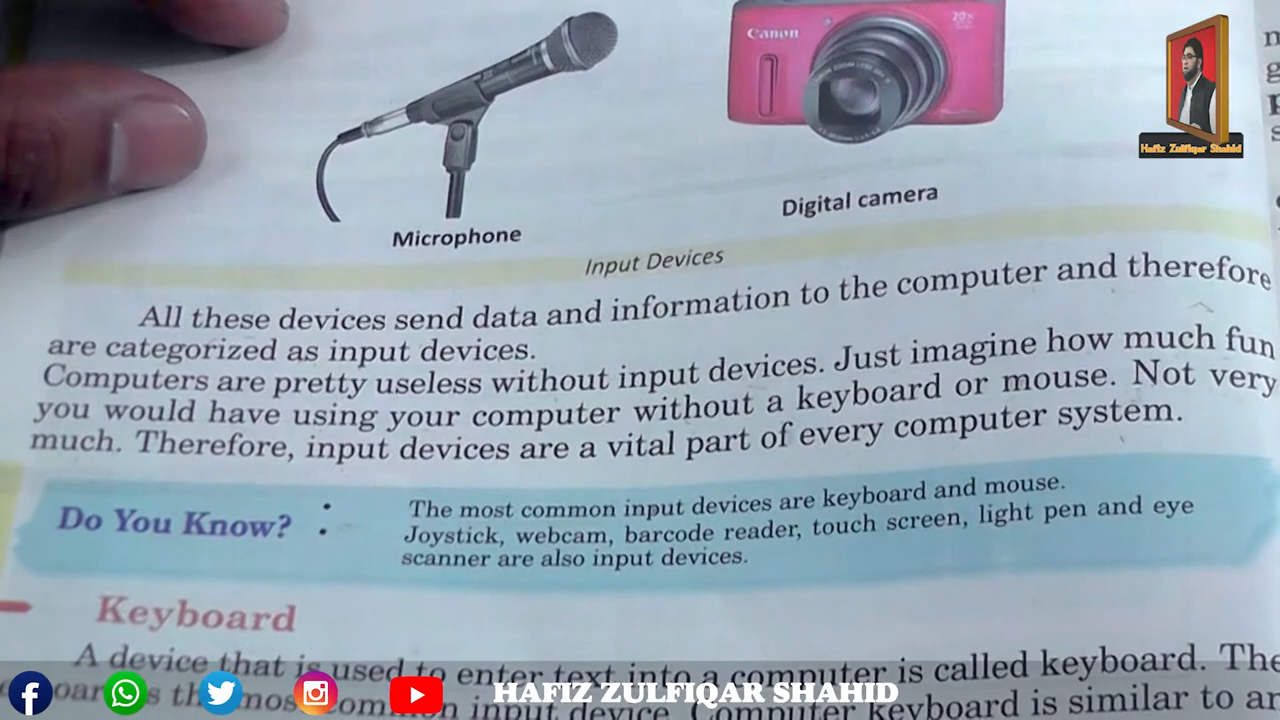 Canon
20x
Hafiz Zulfiqar Shahid
Microphone
Digital camera
Input Devices
All these devices send data and information to the computer and therefore
are categorized as input devices.
Computers are pretty useless without input devices. Just imagine how much fun
you would have using your computer without a keyboard or mouse. Not very
much. Therefore, input devices are a vital part of every computer system.
Do You Know? :
The most common input devices are keyboard and mouse.
Joystick, webcam, barcode reader, touch screen, light pen and eye
scanner are also input devices.
Keyboard
A device that is used to enter text into a computer is called keyboard. The
most common input device. Computer keyboard is similar to an
HAFIZ ZULFIQAR SHAHID